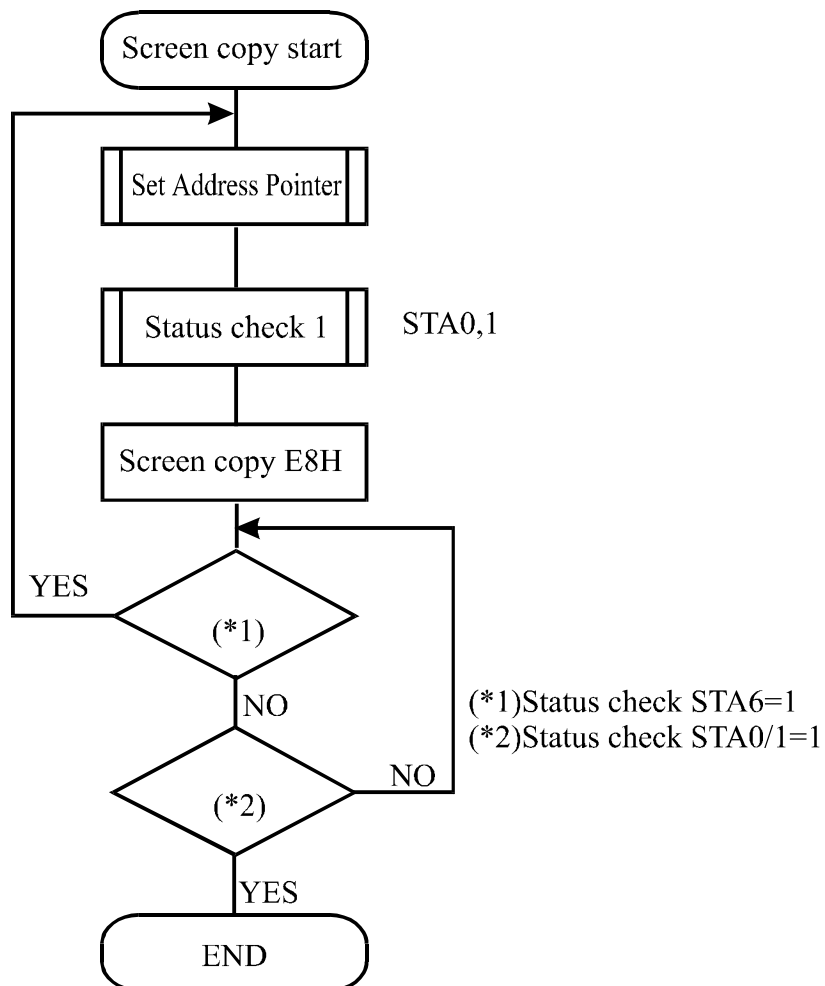 Screen copy start
Set Address Pointer
Status check 1
STA0,1
Screen copy E8H
YES
(*1)
NO
(*1)Status check STA6=1
(*2)Status check STA0/1=1
NO
(*2)
YES
END